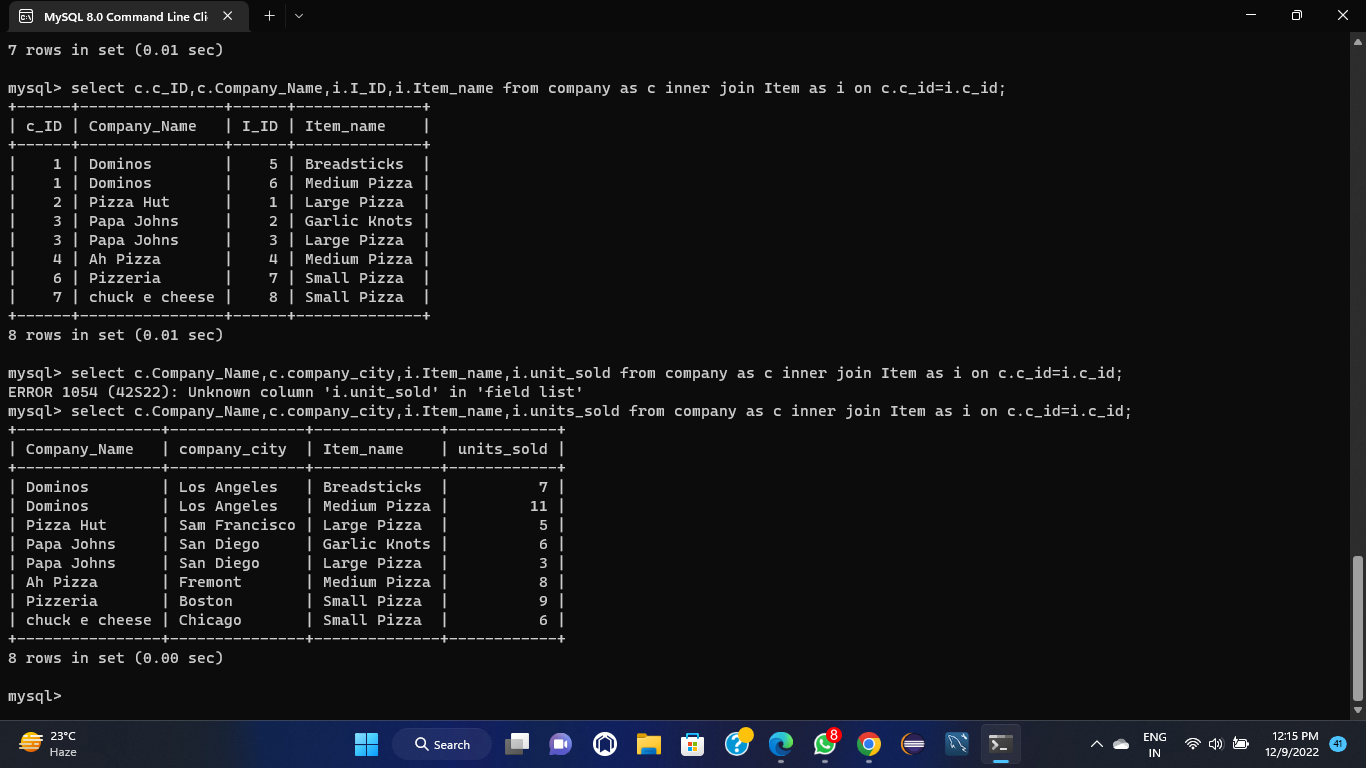 MySQL 8.0 Command Line Cli
7 rows in set (0.01 sec)
mysql> select c.c_ID,c.Company_Name,i.I_ID,i.Item_name from company as c inner join Item as i on c.c_id=i.c_id;
+------+----------------+------+--------------+
| c_ID | Company_Name   | I_ID | Item_name    |
+------+----------------+------+--------------+
|    1 | Dominos        |    5 | Breadsticks  |
|    1 | Dominos        |    6 | Medium Pizza |
|    2 | Pizza Hut      |    1 | Large Pizza  |
|    3 | Papa Johns     |    2 | Garlic Knots |
|    3 | Papa Johns     |    3 | Large Pizza  |
|    4 | Ah Pizza       |    4 | Medium Pizza |
|    6 | Pizzeria       |    7 | Small Pizza  |
|    7 | chuck e cheese |    8 | Small Pizza  |
+------+----------------+------+--------------+
8 rows in set (0.01 sec)
mysql> select c.Company_Name,c.company_city,i.Item_name,i.unit_sold from company as c inner join Item as i on c.c_id=i.c_id;
ERROR 1054 (42S22): Unknown column 'i.unit_sold' in 'field list'
mysql> select c.Company_Name,c.company_city,i.Item_name,i.units_sold from company as c inner join Item as i on c.c_id=i.c_id;
+----------------+---------------+--------------+------------+
| Company_Name   | company_city  | Item_name    | units_sold |
+----------------+---------------+--------------+------------+
| Dominos        | Los Angeles   | Breadsticks  |          7 |
| Dominos        | Los Angeles   | Medium Pizza |         11 |
| Pizza Hut      | Sam Francisco | Large Pizza  |          5 |
| Papa Johns     | San Diego     | Garlic Knots |          6 |
| Papa Johns     | San Diego     | Large Pizza  |          3 |
| Ah Pizza       | Fremont       | Medium Pizza |          8 |
| Pizzeria       | Boston        | Small Pizza  |          9 |
| chuck e cheese | Chicago       | Small Pizza  |          6 |
+----------------+---------------+--------------+------------+
8 rows in set (0.00 sec)
mysql>
23°C
Haze
Search
8
ENG
IN
12:15 PM
12/9/2022
41